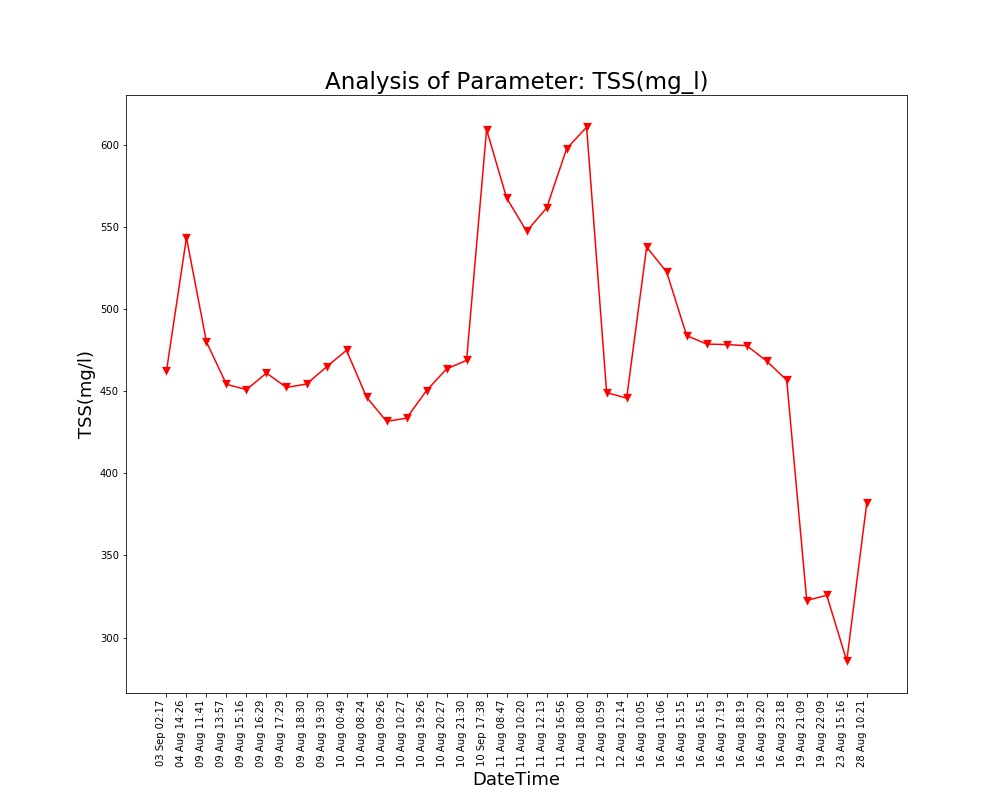 Analysis of Parameter: TSS(mg_l)
TSS(mg/l)
600
550
500
450
400
350
300
03 Sep 02:17
04 Aug 14:26
09 Aug 11:41
09 Aug 13:57
09 Aug 15:16
09 Aug 16:29
09 Aug 17:29
09 Aug 18:30
09 Aug 19:30
10 Aug 00:49
10 Aug 08:24
10 Aug 09:26
10 Aug 10:27
10 Aug 19:26
10 Aug 20:27
10 Aug 21:30
10 Sep 17:38
11 Aug 08:47
11 Aug 10:20
11 Aug 12:13
11 Aug 16:56
11 Aug 18:00
12 Aug 10:59
12 Aug 12:14
16 Aug 10:05
16 Aug 11:06
16 Aug 15:15
16 Aug 16:15
16 Aug 17:19
16 Aug 18:19
16 Aug 19:20
16 Aug 23:18
19 Aug 21:09
19 Aug 22:09
23 Aug 15:16
28 Aug 10:21
DateTime